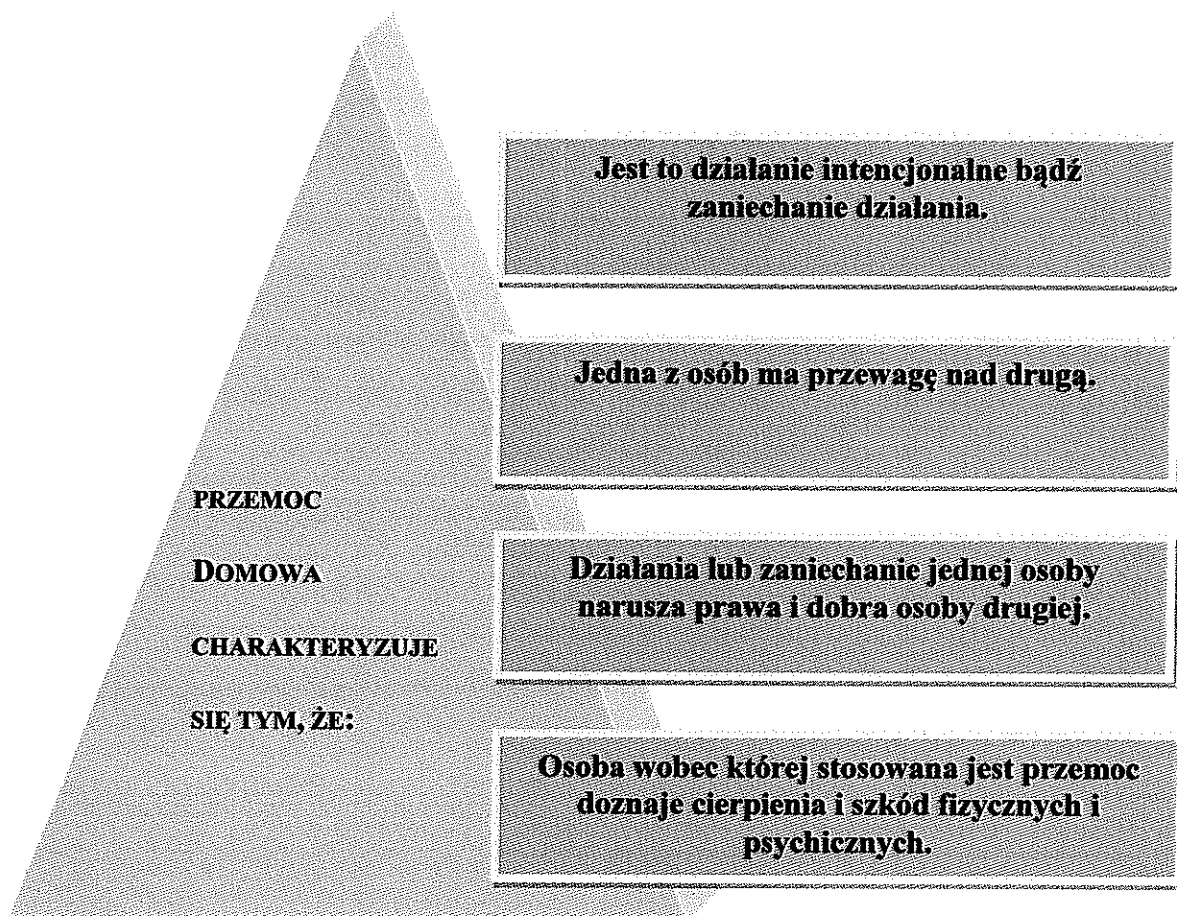 Jest to działanie intencjonalne bądź
zaniechanie działania.
Jedna z osób ma przewagę nad drugą.
PRZEMOC
DOMOWA
CHARAKTERYZUJE
SIĘ TYM, ŻE:
Działania lub zaniechanie jednej osoby
narusza prawa i dobra osoby drugiej.
Osoba wobec której stosowana jest przemoc
doznaje cierpienia i szkód fizycznych i
psychicznych.